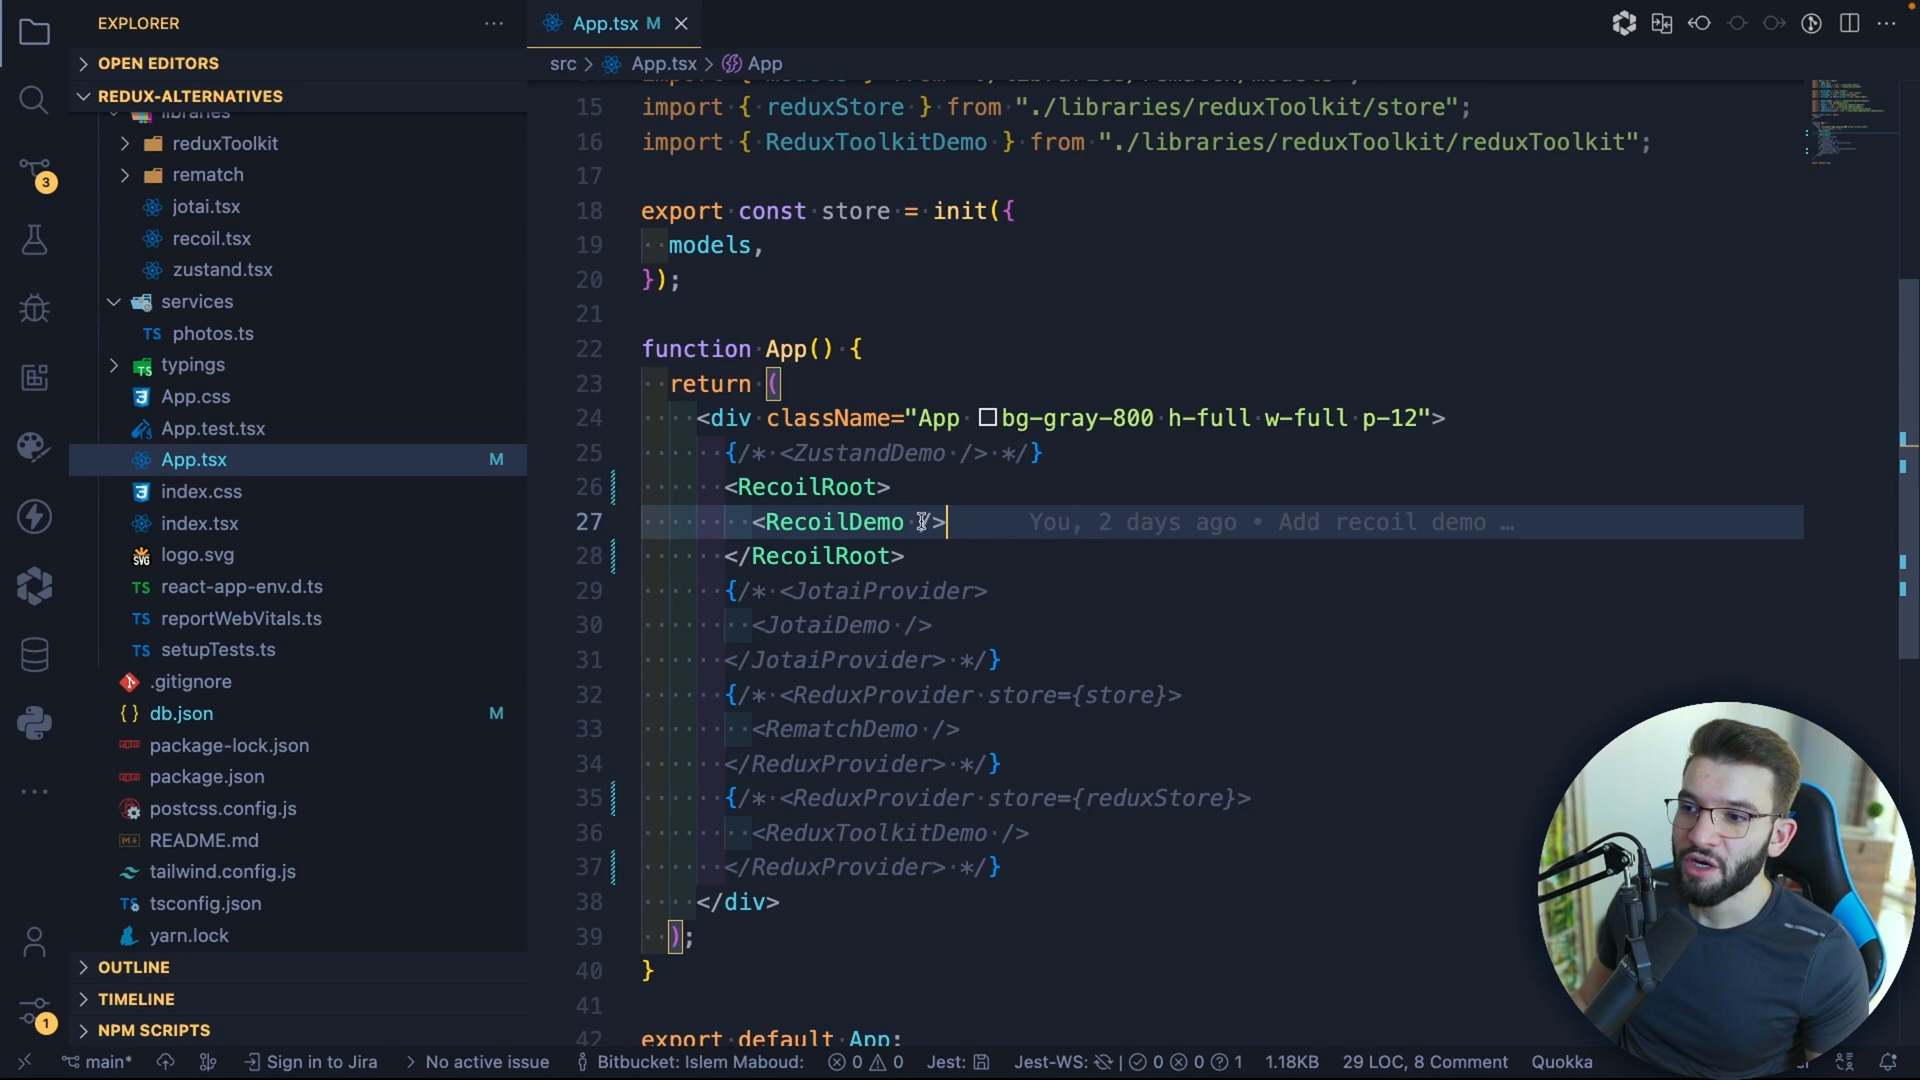 EXPLORER
OPEN EDITORS
REDUX-ALTERNATIVES
libraries
reduxToolkit
rematch
jotai.tsx
recoil.tsx
zustand.tsx
services
TS photos.ts
typings
App.css
App.test.tsx
App.tsx M
index.css
index.tsx
SVG logo.svg
TS react-app-env.d.ts
TS reportWebVitals.ts
TS setupTests.ts
.gitignore
{ } db.json M
package-lock.json
package.json
postcss.config.js
README.md
tailwind.config.js
TS tsconfig.json
yarn.lock
OUTLINE
TIMELINE
NPM SCRIPTS
3
1
App.tsx M
src > App.tsx > App
15 import { reduxStore } from "./libraries/reduxToolkit/store";
16 import { ReduxToolkitDemo } from "./libraries/reduxToolkit/reduxToolkit";
17
18 export const store = init({
19 models,
20 });
21
22 function App() {
23 return (
24 <div className="App bg-gray-800 h-full w-full p-12">
25 {/* <ZustandDemo /> */}
26 <RecoilRoot>
27 <RecoilDemo /> You, 2 days ago • Add recoil demo …
28 </RecoilRoot>
29 {/* <JotaiProvider>
30 <JotaiDemo />
31 </JotaiProvider> */}
32 {/* <ReduxProvider store={store}>
33 <RematchDemo />
34 </ReduxProvider> */}
35 {/* <ReduxProvider store={reduxStore}>
36 <ReduxToolkitDemo />
37 </ReduxProvider> */}
38 </div>
39 );
40 }
41
42 export default App;
main* Sign in to Jira > No active issue Bitbucket: Islem Maboud: 0 0 Jest: Jest-WS: | 0 0 1 1.18KB 29 LOC, 8 Comment Quokka